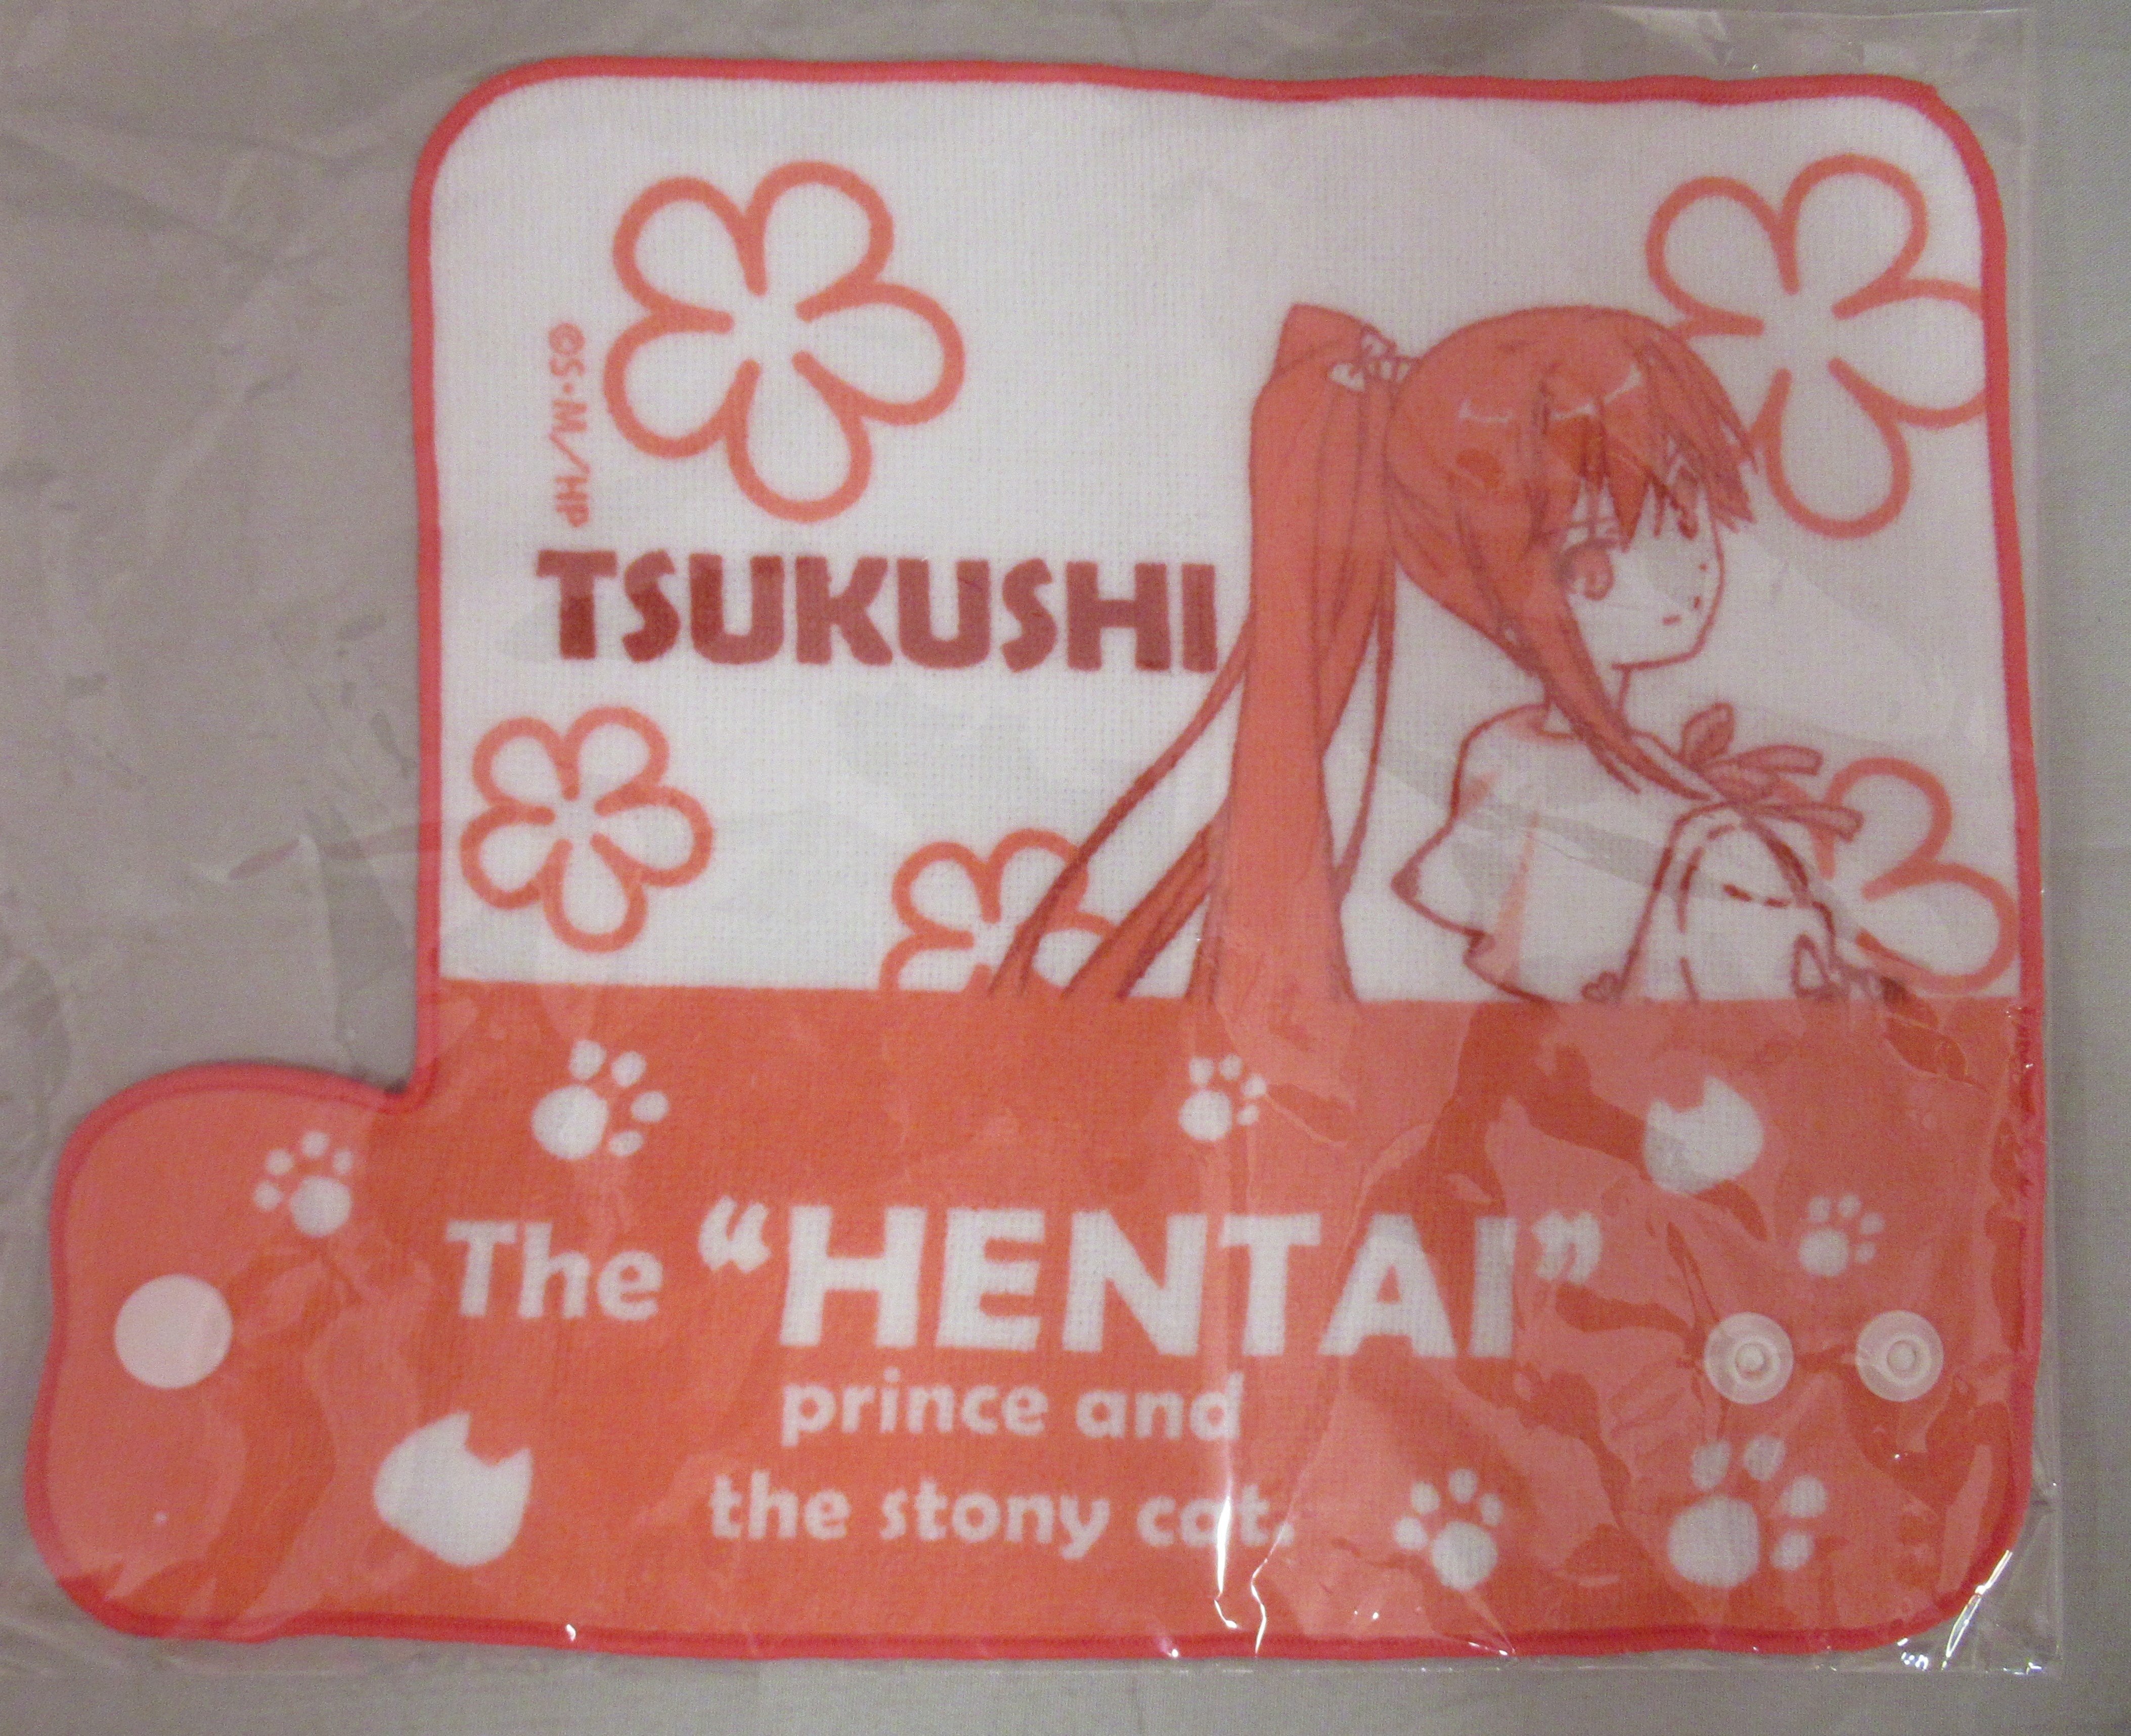 ©S・M/HP
TSUKUSHI
The “HENTAI”
prince and
the stony cat.